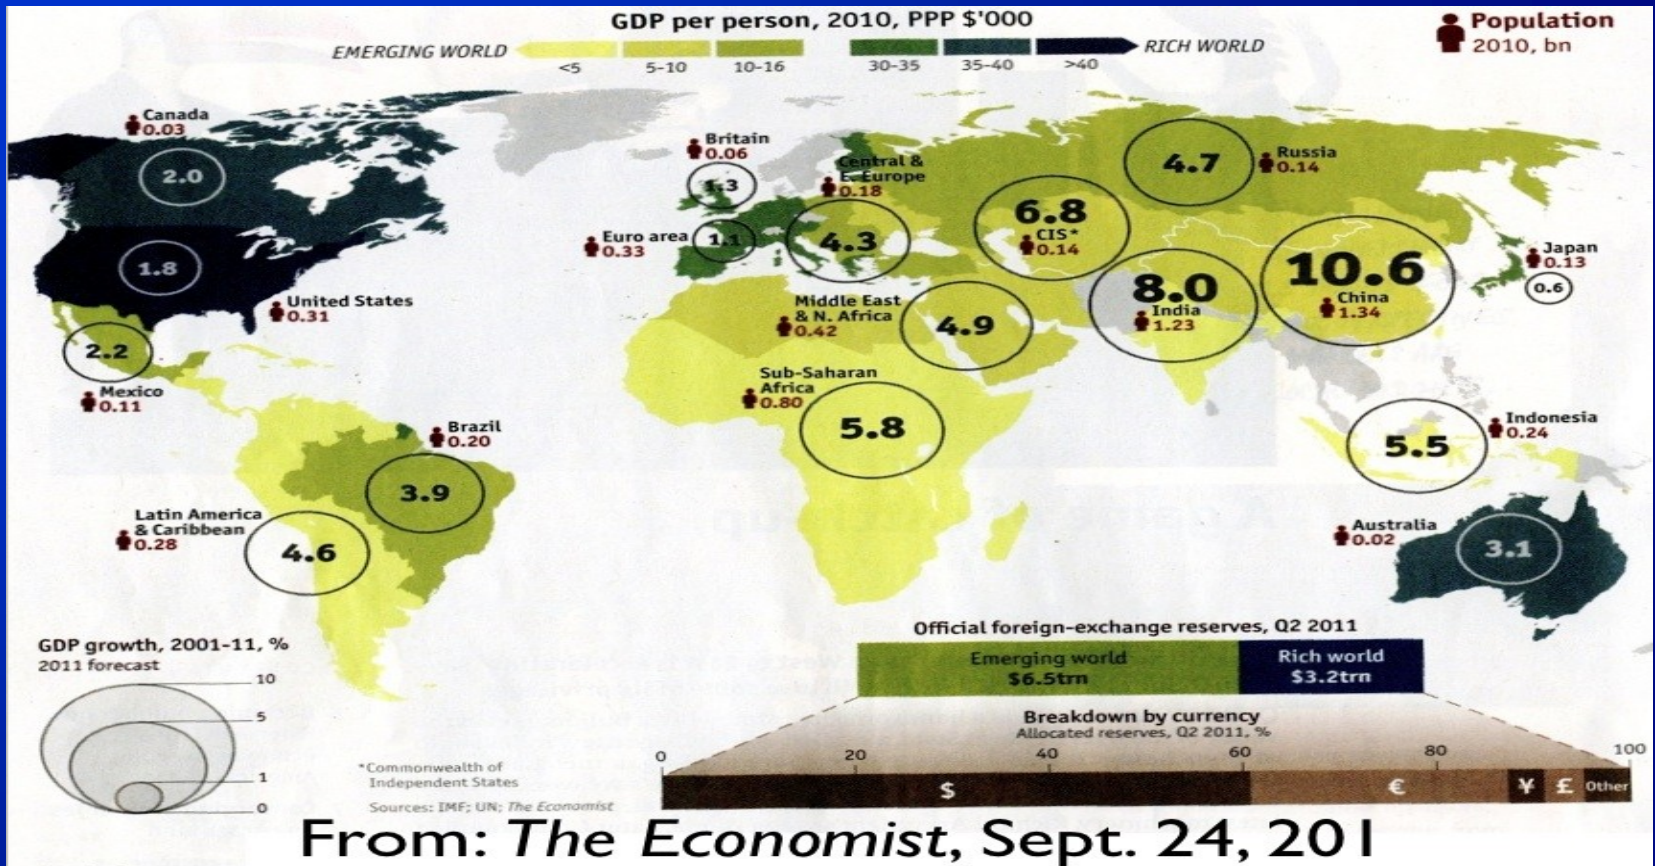 GDP per person, 2010, PPP $'000
EMERGING WORLD
RICH WORLD
<5
5-10
10-16
30-35
35-40
>40
Population
2010, bn
Canada
0.03
2.0
1.8
United States
0.31
2.2
Mexico
0.11
Brazil
0.20
3.9
Latin America
& Caribbean
0.28
4.6
Britain
0.06
1.3
Euro area
0.33
1.1
Central &
E. Europe
0.18
4.3
Russia
0.14
4.7
6.8
CIS*
0.14
Middle East
& N. Africa
0.42
4.9
Sub-Saharan
Africa
0.80
5.8
8.0
India
1.23
10.6
China
1.34
Japan
0.13
0.6
Indonesia
0.24
5.5
Australia
0.02
3.1
GDP growth, 2001-11, %
2011 forecast
10
5
1
0
*Commonwealth of
Independent States
Sources: IMF; UN; The Economist
Official foreign-exchange reserves, Q2 2011
Emerging world
$6.5trn
Rich world
$3.2trn
Breakdown by currency
Allocated reserves, Q2 2011, %
0
20
40
60
80
100
$
€
¥
£
Other
From: The Economist, Sept. 24, 201